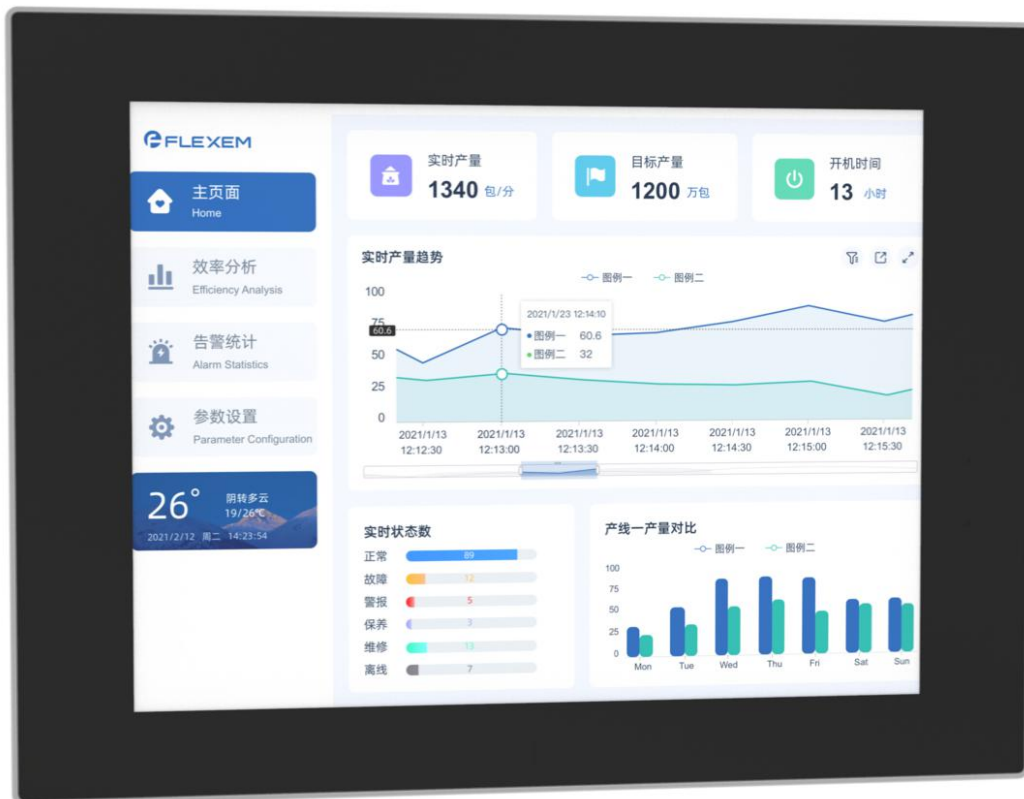 FLEXEM
主页面
Home
效率分析
Efficiency Analysis
告警统计
Alarm Statistics
参数设置
Parameter Configuration
26°
阴转多云
19/26℃
2021/2/12 周二 14:23:54
实时产量
1340 包/分
目标产量
1200 万包
开机时间
13 小时
实时产量趋势
图例一 图例二
100
75
60.6
50
25
0
2021/1/23 12:14:10
图例一 60.6
图例二 32
2021/1/13 2021/1/13 2021/1/13 2021/1/13 2021/1/13 2021/1/13 2021/1/13
12:12:30 12:13:00 12:13:30 12:14:00 12:14:30 12:15:00 12:15:30
实时状态数
正常 89
故障 12
警报 5
保养 3
维修 13
离线 7
产线一产量对比
图例一 图例二
100
75
50
25
0
Mon Tue Wed Thu Fri Sat Sun